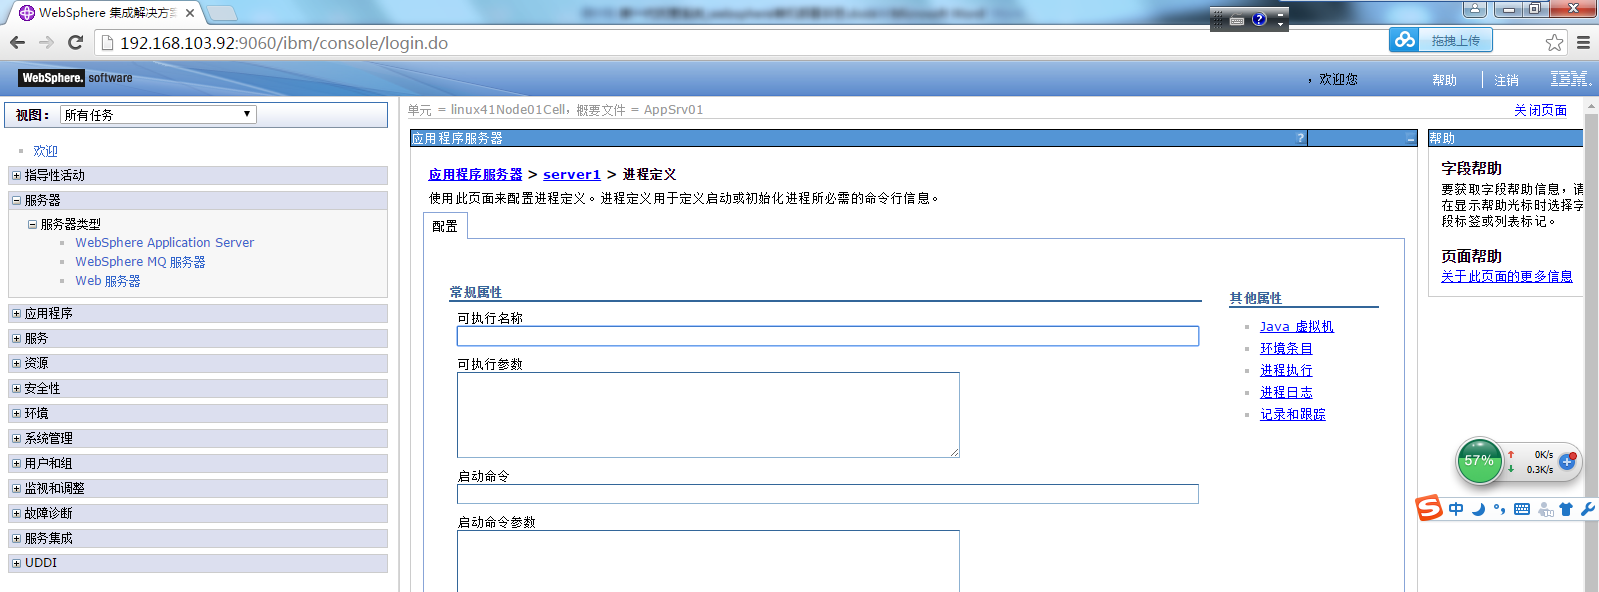 WebSphere 集成解决方案
192.168.103.92:9060/ibm/console/login.do
拖拽上传
WebSphere. software
，欢迎您
帮助
注销
IBM.
视图：
所有任务
欢迎
指导性活动
服务器
服务器类型
WebSphere Application Server
WebSphere MQ 服务器
Web 服务器
应用程序
服务
资源
安全性
环境
系统管理
用户和组
监视和调整
故障诊断
服务集成
UDDI
单元 = linux41Node01Cell，概要文件 = AppSrv01
关闭页面
应用程序服务器
?
应用程序服务器 > server1 > 进程定义
使用此页面来配置进程定义。进程定义用于定义启动或初始化进程所必需的命令行信息。
配置
常规属性
可执行名称
可执行参数
启动命令
启动命令参数
其他属性
Java 虚拟机
环境条目
进程执行
进程日志
记录和跟踪
帮助
字段帮助
要获取字段帮助信息，请
在显示帮助光标时选择字
段标签或列表标记。
页面帮助
关于此页面的更多信息
57%
0K/s
0.3K/s
中